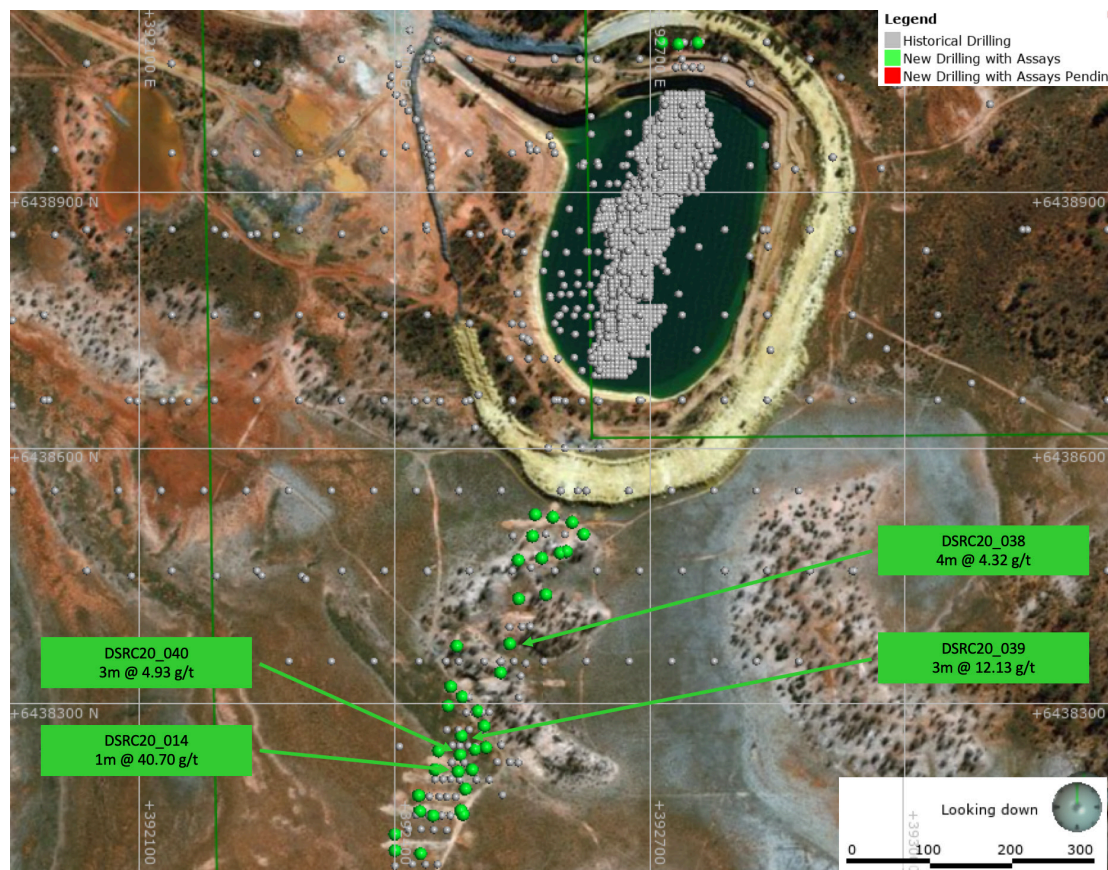 Legend
Historical Drilling
New Drilling with Assays
New Drilling with Assays Pendin
+6438900 N
+6438900
+6438600 N
+6438600
DSRC20_038
4m @ 4.32 g/t
DSRC20_040
3m @ 4.93 g/t
DSRC20_039
3m @ 12.13 g/t
+6438300 N
+6438300
DSRC20_014
1m @ 40.70 g/t
+392100
+392700
Looking down
0 100 200 300